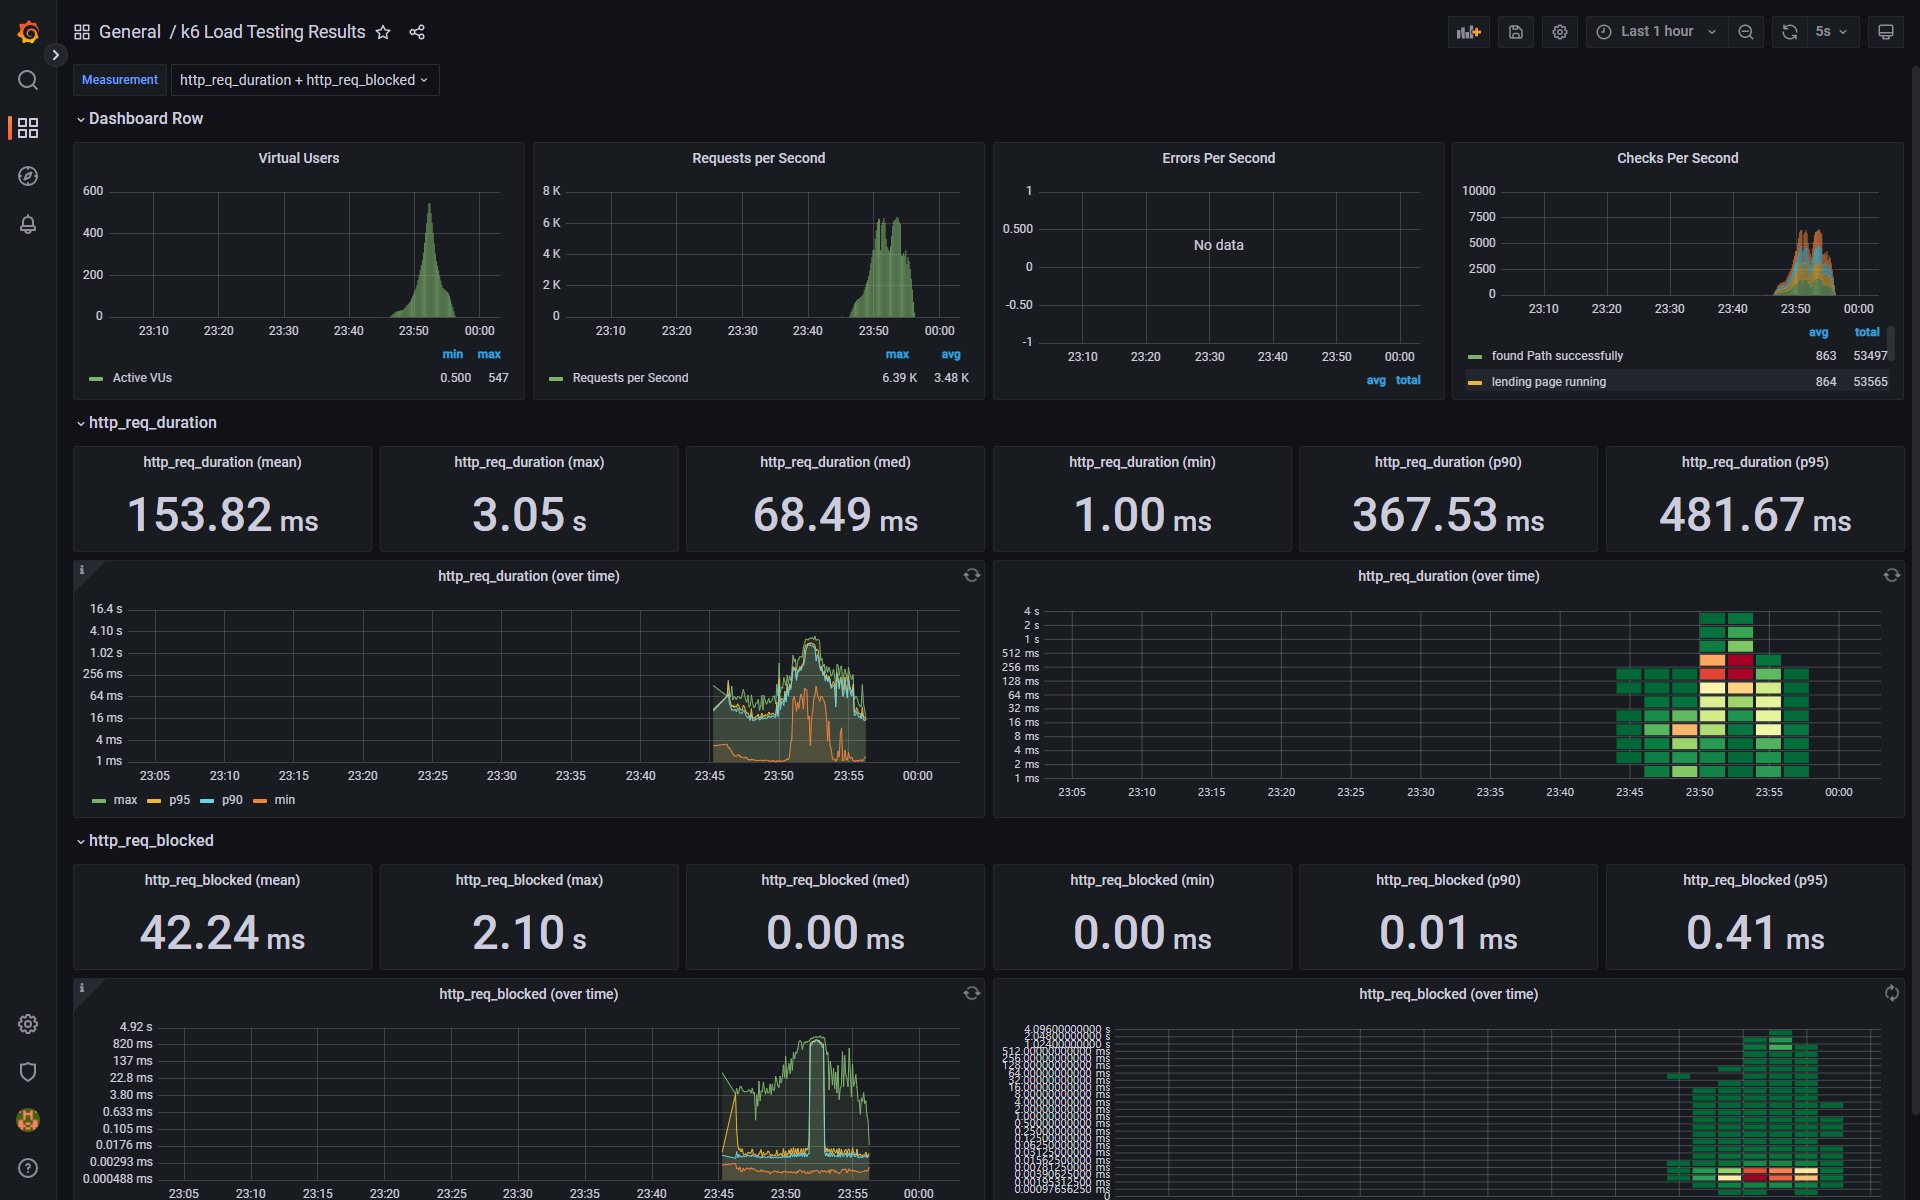 General / k6 Load Testing Results
Last 1 hour
5s
Measurement
http_req_duration + http_req_blocked
Dashboard Row
Virtual Users
600
400
200
0
23:10 23:20 23:30 23:40 23:50 00:00
min max
Active VUs 0.500 547
Requests per Second
8 K
6 K
4 K
2 K
0
23:10 23:20 23:30 23:40 23:50 00:00
max avg
Requests per Second 6.39 K 3.48 K
Errors Per Second
1
0.500
0
-0.50
-1
No data
23:10 23:20 23:30 23:40 23:50 00:00
avg total
Checks Per Second
10000
7500
5000
2500
0
23:10 23:20 23:30 23:40 23:50 00:00
avg total
found Path successfully 863 53497
lending page running 864 53565
http_req_duration
http_req_duration (mean)
153.82 ms
http_req_duration (max)
3.05 s
http_req_duration (med)
68.49 ms
http_req_duration (min)
1.00 ms
http_req_duration (p90)
367.53 ms
http_req_duration (p95)
481.67 ms
http_req_duration (over time)
16.4 s
4.10 s
1.02 s
256 ms
64 ms
16 ms
4 ms
1 ms
23:05 23:10 23:15 23:20 23:25 23:30 23:35 23:40 23:45 23:50 23:55 00:00
max p95 p90 min
http_req_duration (over time)
4 s
2 s
1 s
512 ms
256 ms
128 ms
64 ms
32 ms
16 ms
8 ms
4 ms
2 ms
1 ms
23:05 23:10 23:15 23:20 23:25 23:30 23:35 23:40 23:45 23:50 23:55 00:00
http_req_blocked
http_req_blocked (mean)
42.24 ms
http_req_blocked (max)
2.10 s
http_req_blocked (med)
0.00 ms
http_req_blocked (min)
0.00 ms
http_req_blocked (p90)
0.01 ms
http_req_blocked (p95)
0.41 ms
http_req_blocked (over time)
4.92 s
820 ms
137 ms
22.8 ms
3.80 ms
0.633 ms
0.105 ms
0.0176 ms
0.00293 ms
0.000488 ms
23:05 23:10 23:15 23:20 23:25 23:30 23:35 23:40 23:45 23:50 23:55 00:00
http_req_blocked (over time)
4.09600000000 s
2.04800000000 s
1.02400000000 s
512.00000000000 ms
0.00097656250 ms